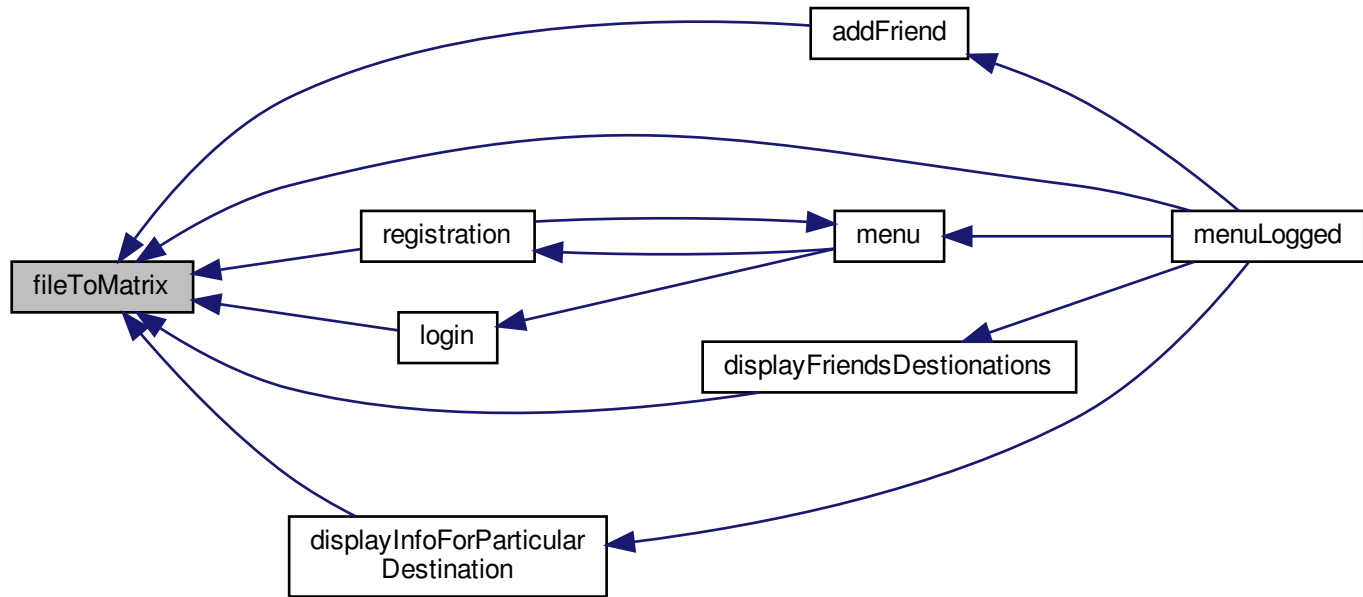 addFriend
registration
menu
menuLogged
fileToMatrix
login
displayFriendsDestionations
displayInfoForParticular
Destination